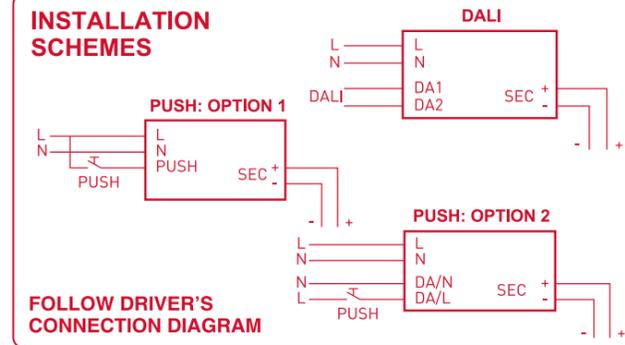 INSTALLATION
SCHEMES
DALI
L
N
DALI
L
N
DA1
DA2
SEC
+
-
-
+
PUSH: OPTION 1
L
N
PUSH
L
N
PUSH
SEC
+
-
-
+
PUSH: OPTION 2
L
N
N
L
PUSH
L
N
DA/N
DA/L
SEC
+
-
-
+
FOLLOW DRIVER'S
CONNECTION DIAGRAM